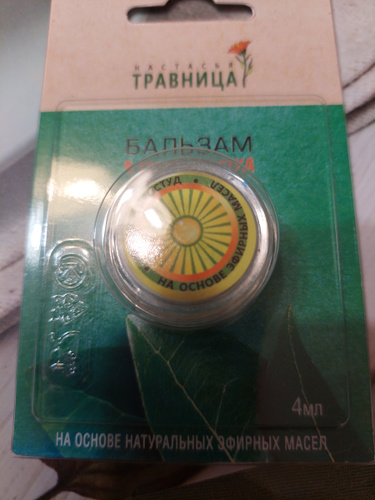 НАСТАСЬЯ
ТРАВНИЦА
БАЛЬЗАМ
НА ОСНОВЕ ЭФИРНЫХ МАСЕЛ
4мл
НА ОСНОВЕ НАТУРАЛЬНЫХ ЭФИРНЫХ МАСЕЛ